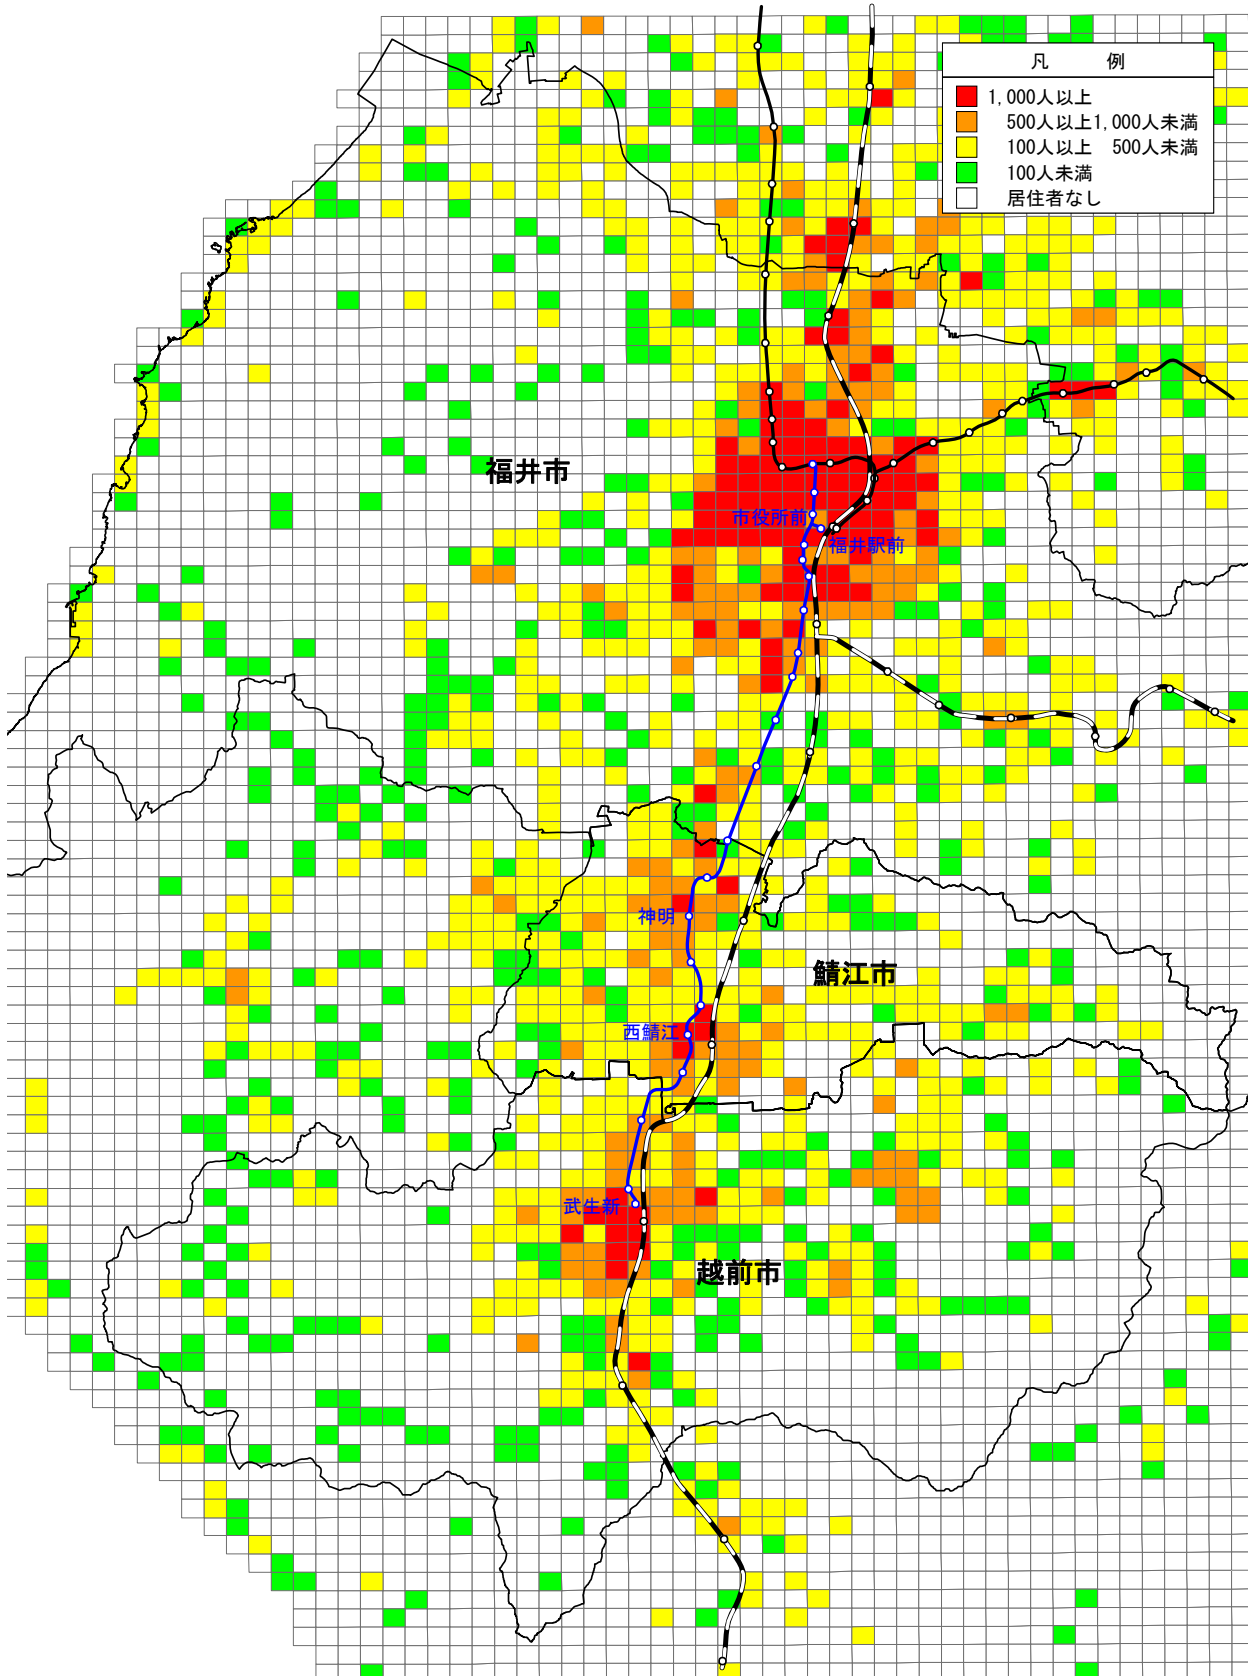 凡 例
1,000人以上
500人以上1,000人未満
100人以上 500人未満
100人未満
居住者なし
福井市
市役所前
福井駅前
神明
鯖江市
西鯖江
武生新
越前市